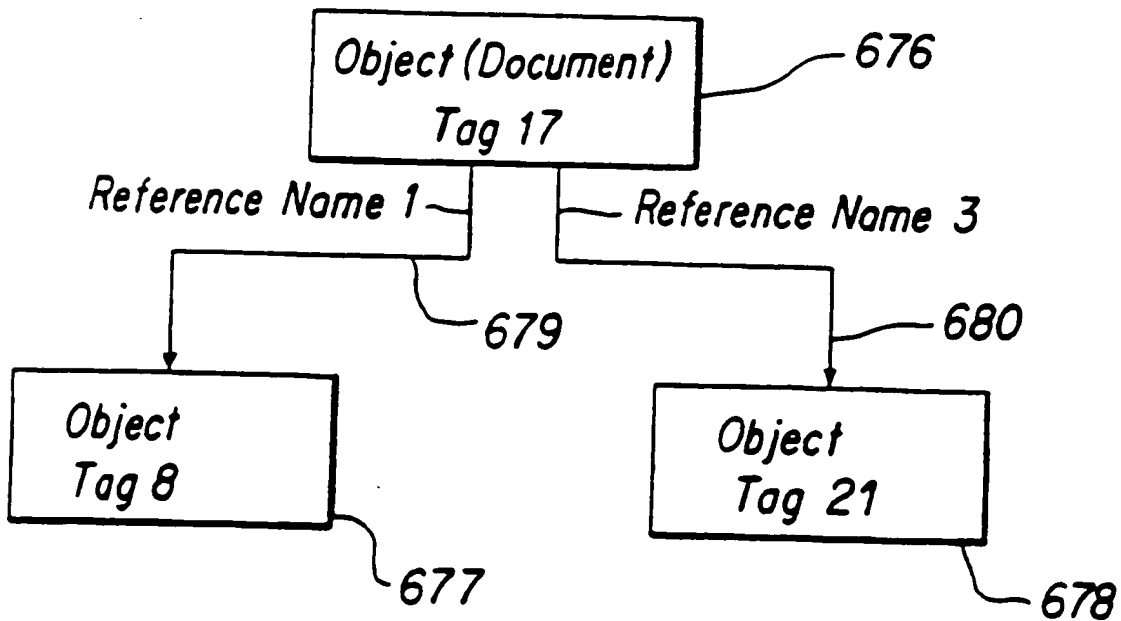 Object (Document)
Tag 17
676
Reference Name 1
Reference Name 3
679
680
Object
Tag 8
Object
Tag 21
677
678